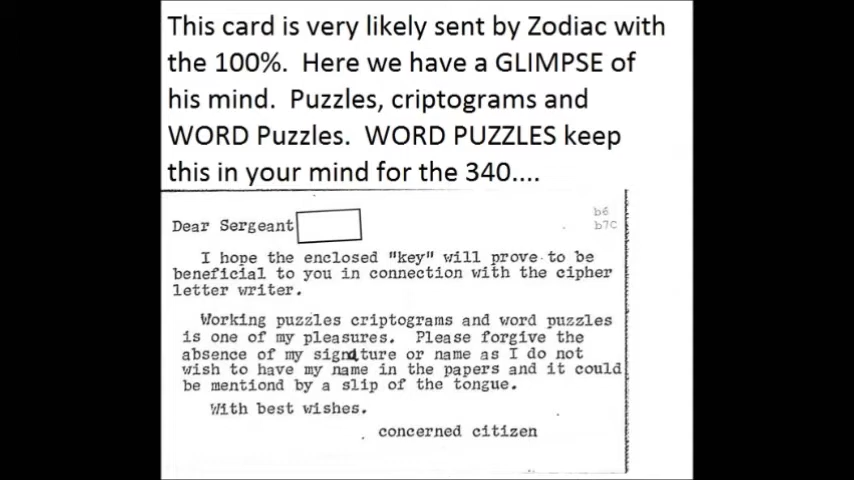 This card is very likely sent by Zodiac with
the 100%. Here we have a GLIMPSE of
his mind. Puzzles, criptograms and
WORD Puzzles. WORD PUZZLES keep
this in your mind for the 340....
Dear Sergeant
b6
b7C
I hope the enclosed "key" will prove to be
beneficial to you in connection with the cipher
letter writer.
Working puzzles criptograms and word puzzles
is one of my pleasures. Please forgive the
absence of my signature or name as I do not
wish to have my name in the papers and it could
be mentiond by a slip of the tongue.
With best wishes.
concerned citizen